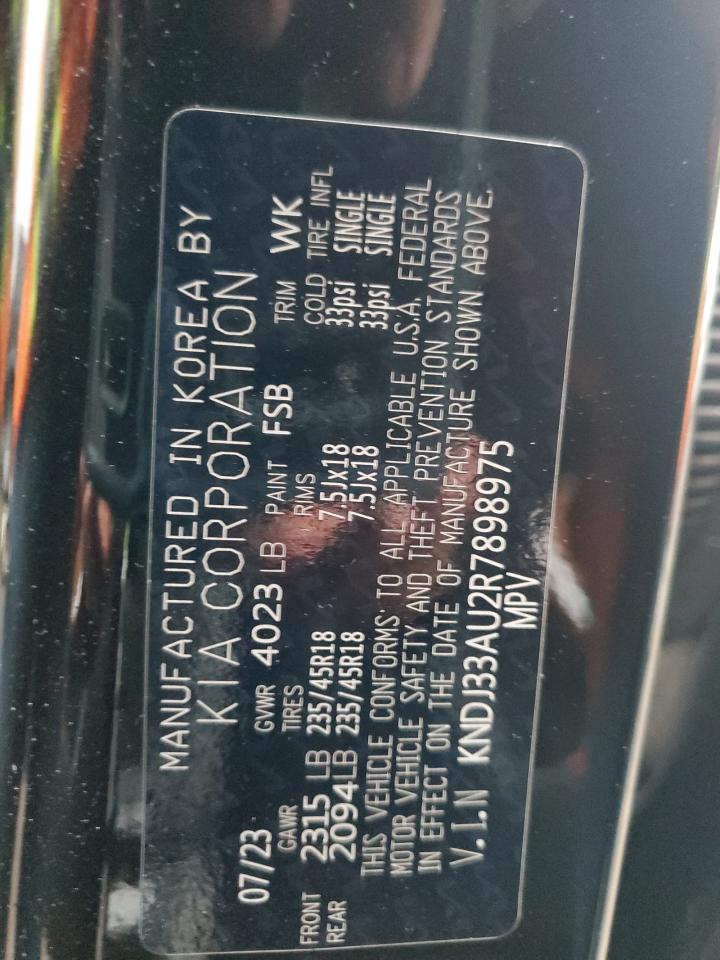 MANUFACTURED IN KOREA BY
KIA CORPORATION
07/23 GVWR 4023 LB PAINT FSB TRIM WK
GAWR TIRES RIMS COLD TIRE INFL
FRONT 2315 LB 235/45R18 7.5Jx18 33psi SINGLE
REAR 2094LB 235/45R18 7.5Jx18 33psi SINGLE
THIS VEHICLE CONFORMS TO ALL APPLICABLE U.S.A. FEDERAL
MOTOR VEHICLE SAFETY AND THEFT PREVENTION STANDARDS
IN EFFECT ON THE DATE OF MANUFACTURE SHOWN ABOVE.
V.I.N KNDJ33AU2R7898975
MPV